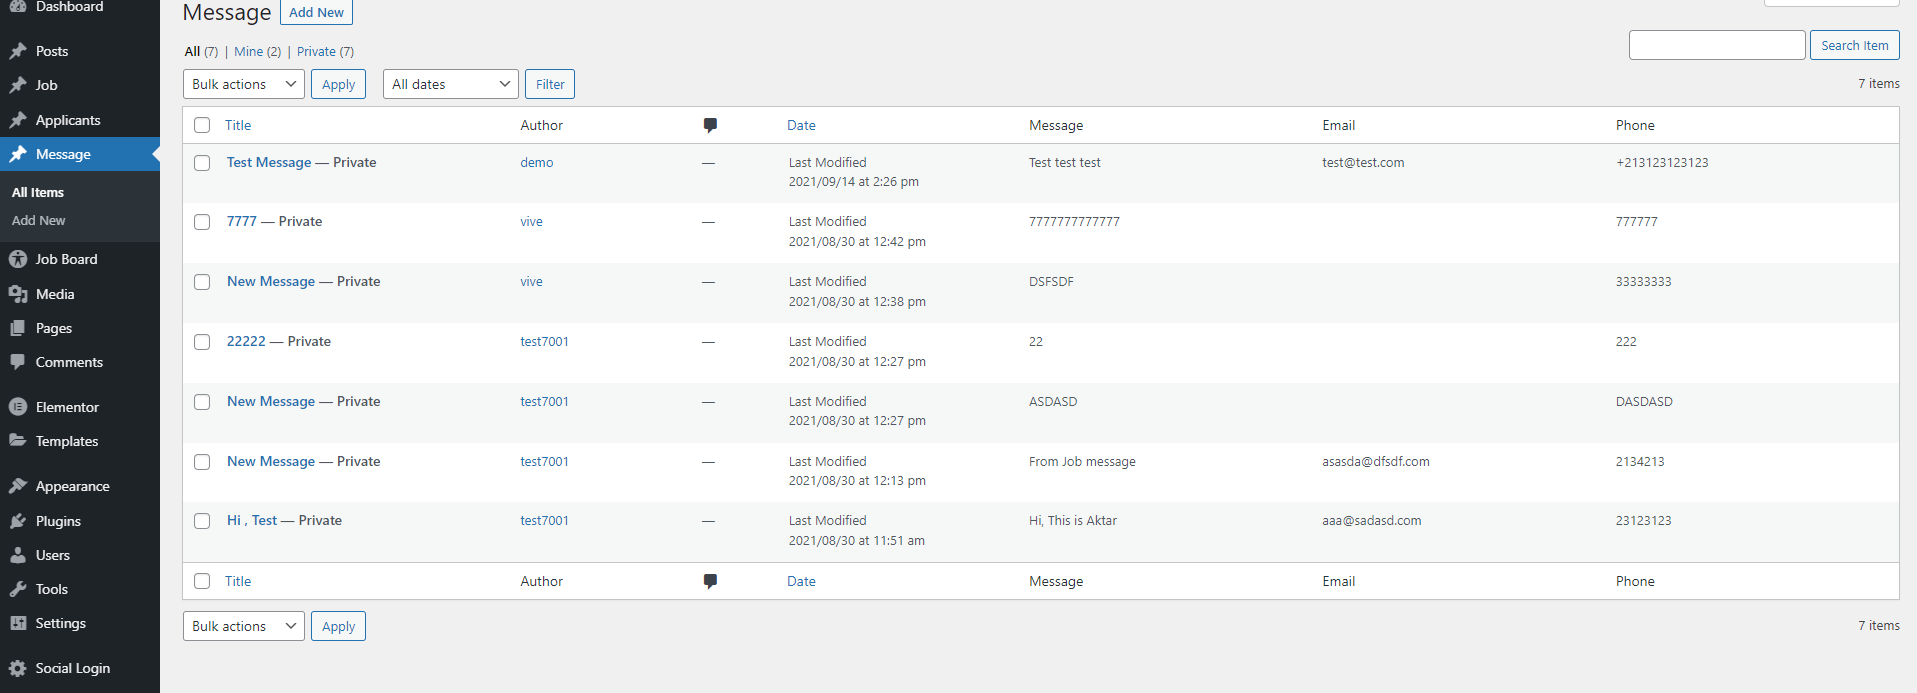 Dashboard
Posts
Job
Applicants
Message
All Items
Add New
Job Board
Media
Pages
Comments
Elementor
Templates
Appearance
Plugins
Users
Tools
Settings
Social Login
Message Add New
All (7) | Mine (2) | Private (7)
Search Item
Bulk actions Apply All dates Filter 7 items
Title Author Date Message Email Phone
Test Message — Private demo — Last Modified Test test test test@test.com +213123123123
2021/09/14 at 2:26 pm
7777 — Private vive — Last Modified 7777777777777 777777
2021/08/30 at 12:42 pm
New Message — Private vive — Last Modified DSFSDF 33333333
2021/08/30 at 12:38 pm
22222 — Private test7001 — Last Modified 22 222
2021/08/30 at 12:27 pm
New Message — Private test7001 — Last Modified ASDASD DASDASD
2021/08/30 at 12:27 pm
New Message — Private test7001 — Last Modified From Job message asasda@dfsdf.com 2134213
2021/08/30 at 12:13 pm
Hi , Test — Private test7001 — Last Modified Hi, This is Aktar aaa@sadasd.com 23123123
2021/08/30 at 11:51 am
Title Author Date Message Email Phone
Bulk actions Apply 7 items